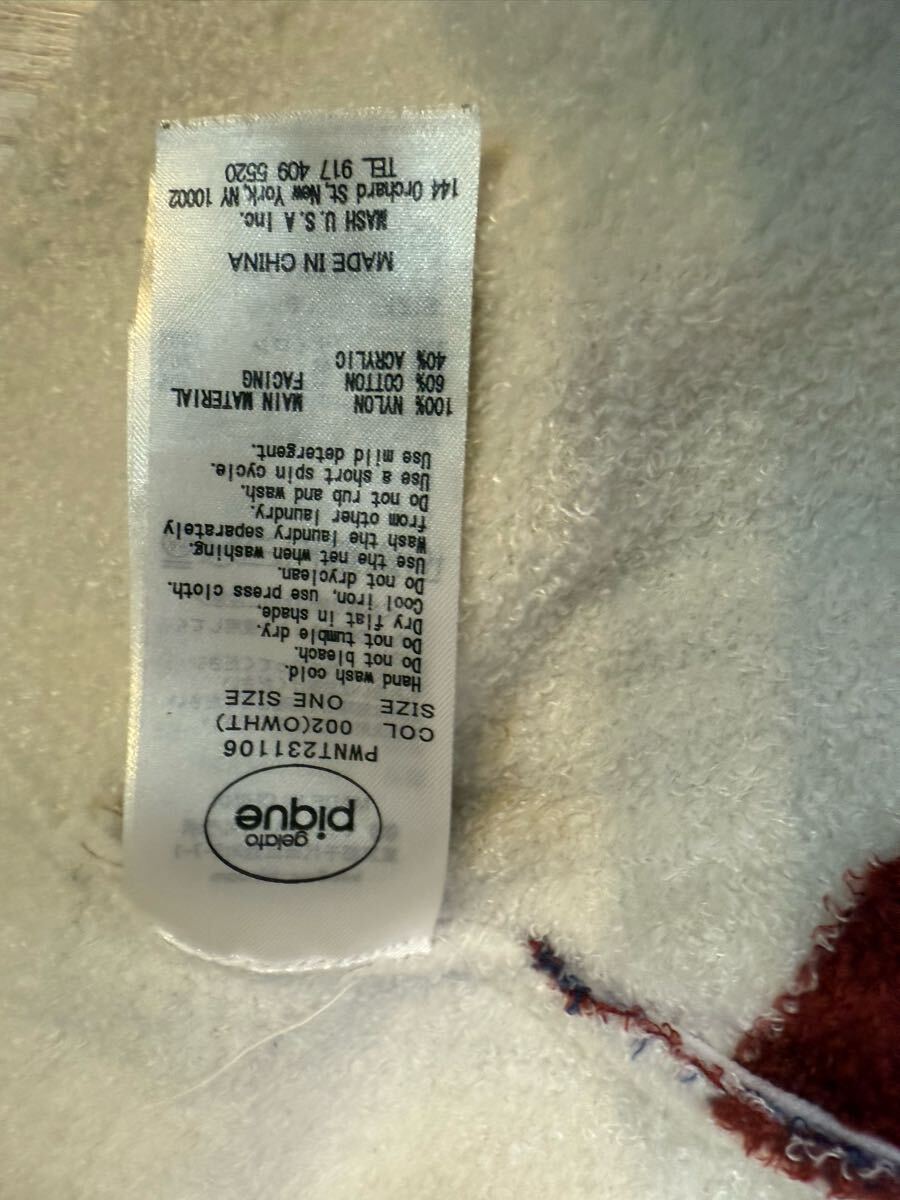 gelato
pique
PWNT231106
COL 002(OWHT)
SIZE ONE SIZE
Hand wash cold.
Do not bleach.
Do not tumble dry.
Dry flat in shade.
Cool iron, use press cloth.
Do not dryclean.
Use the net when washing.
Wash the laundry separately
from other laundry.
Do not rub and wash.
Use a short spin cycle.
Use mild detergent.
100% NYLON MAIN MATERIAL
60% COTTON FACING
40% ACRYLIC
MADE IN CHINA
MASH U.S.A Inc.
144 Orchard St, New York, NY 10002
TEL 917 409 5520